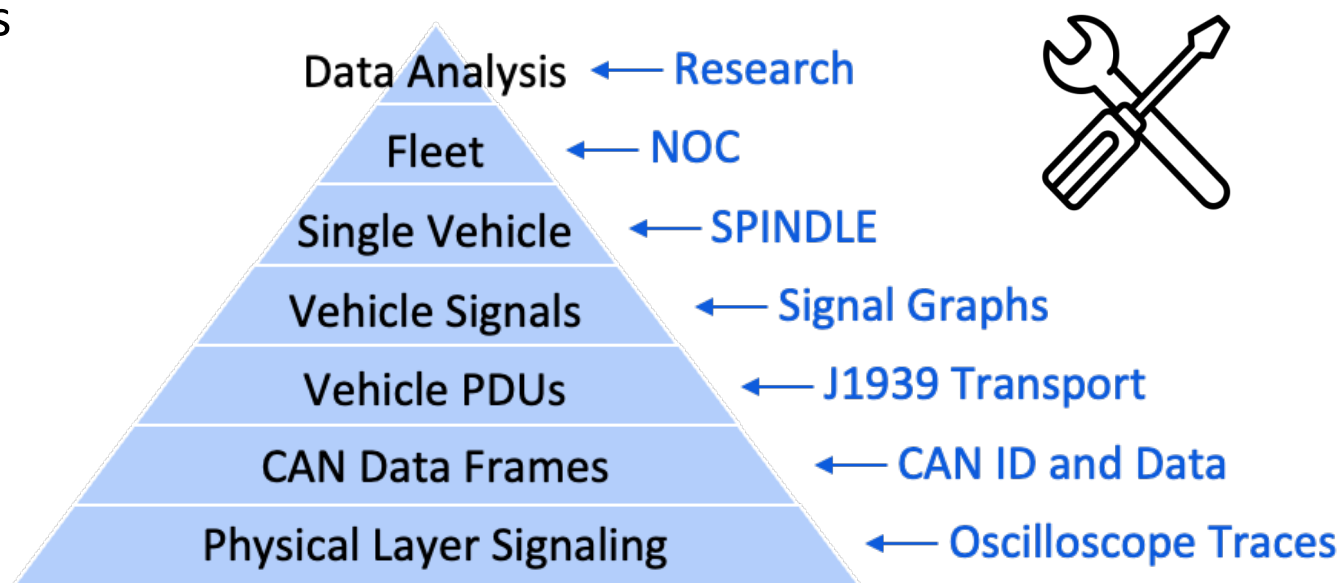 s
Data Analysis Research
Fleet NOC
Single Vehicle SPINDLE
Vehicle Signals Signal Graphs
Vehicle PDUs J1939 Transport
CAN Data Frames CAN ID and Data
Physical Layer Signaling Oscilloscope Traces